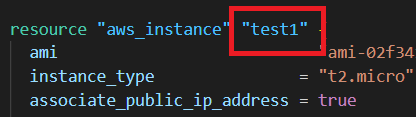 resource "aws_instance" "test1" {
ami "ami-02f34
instance_type = "t2.micro"
associate_public_ip_address = true